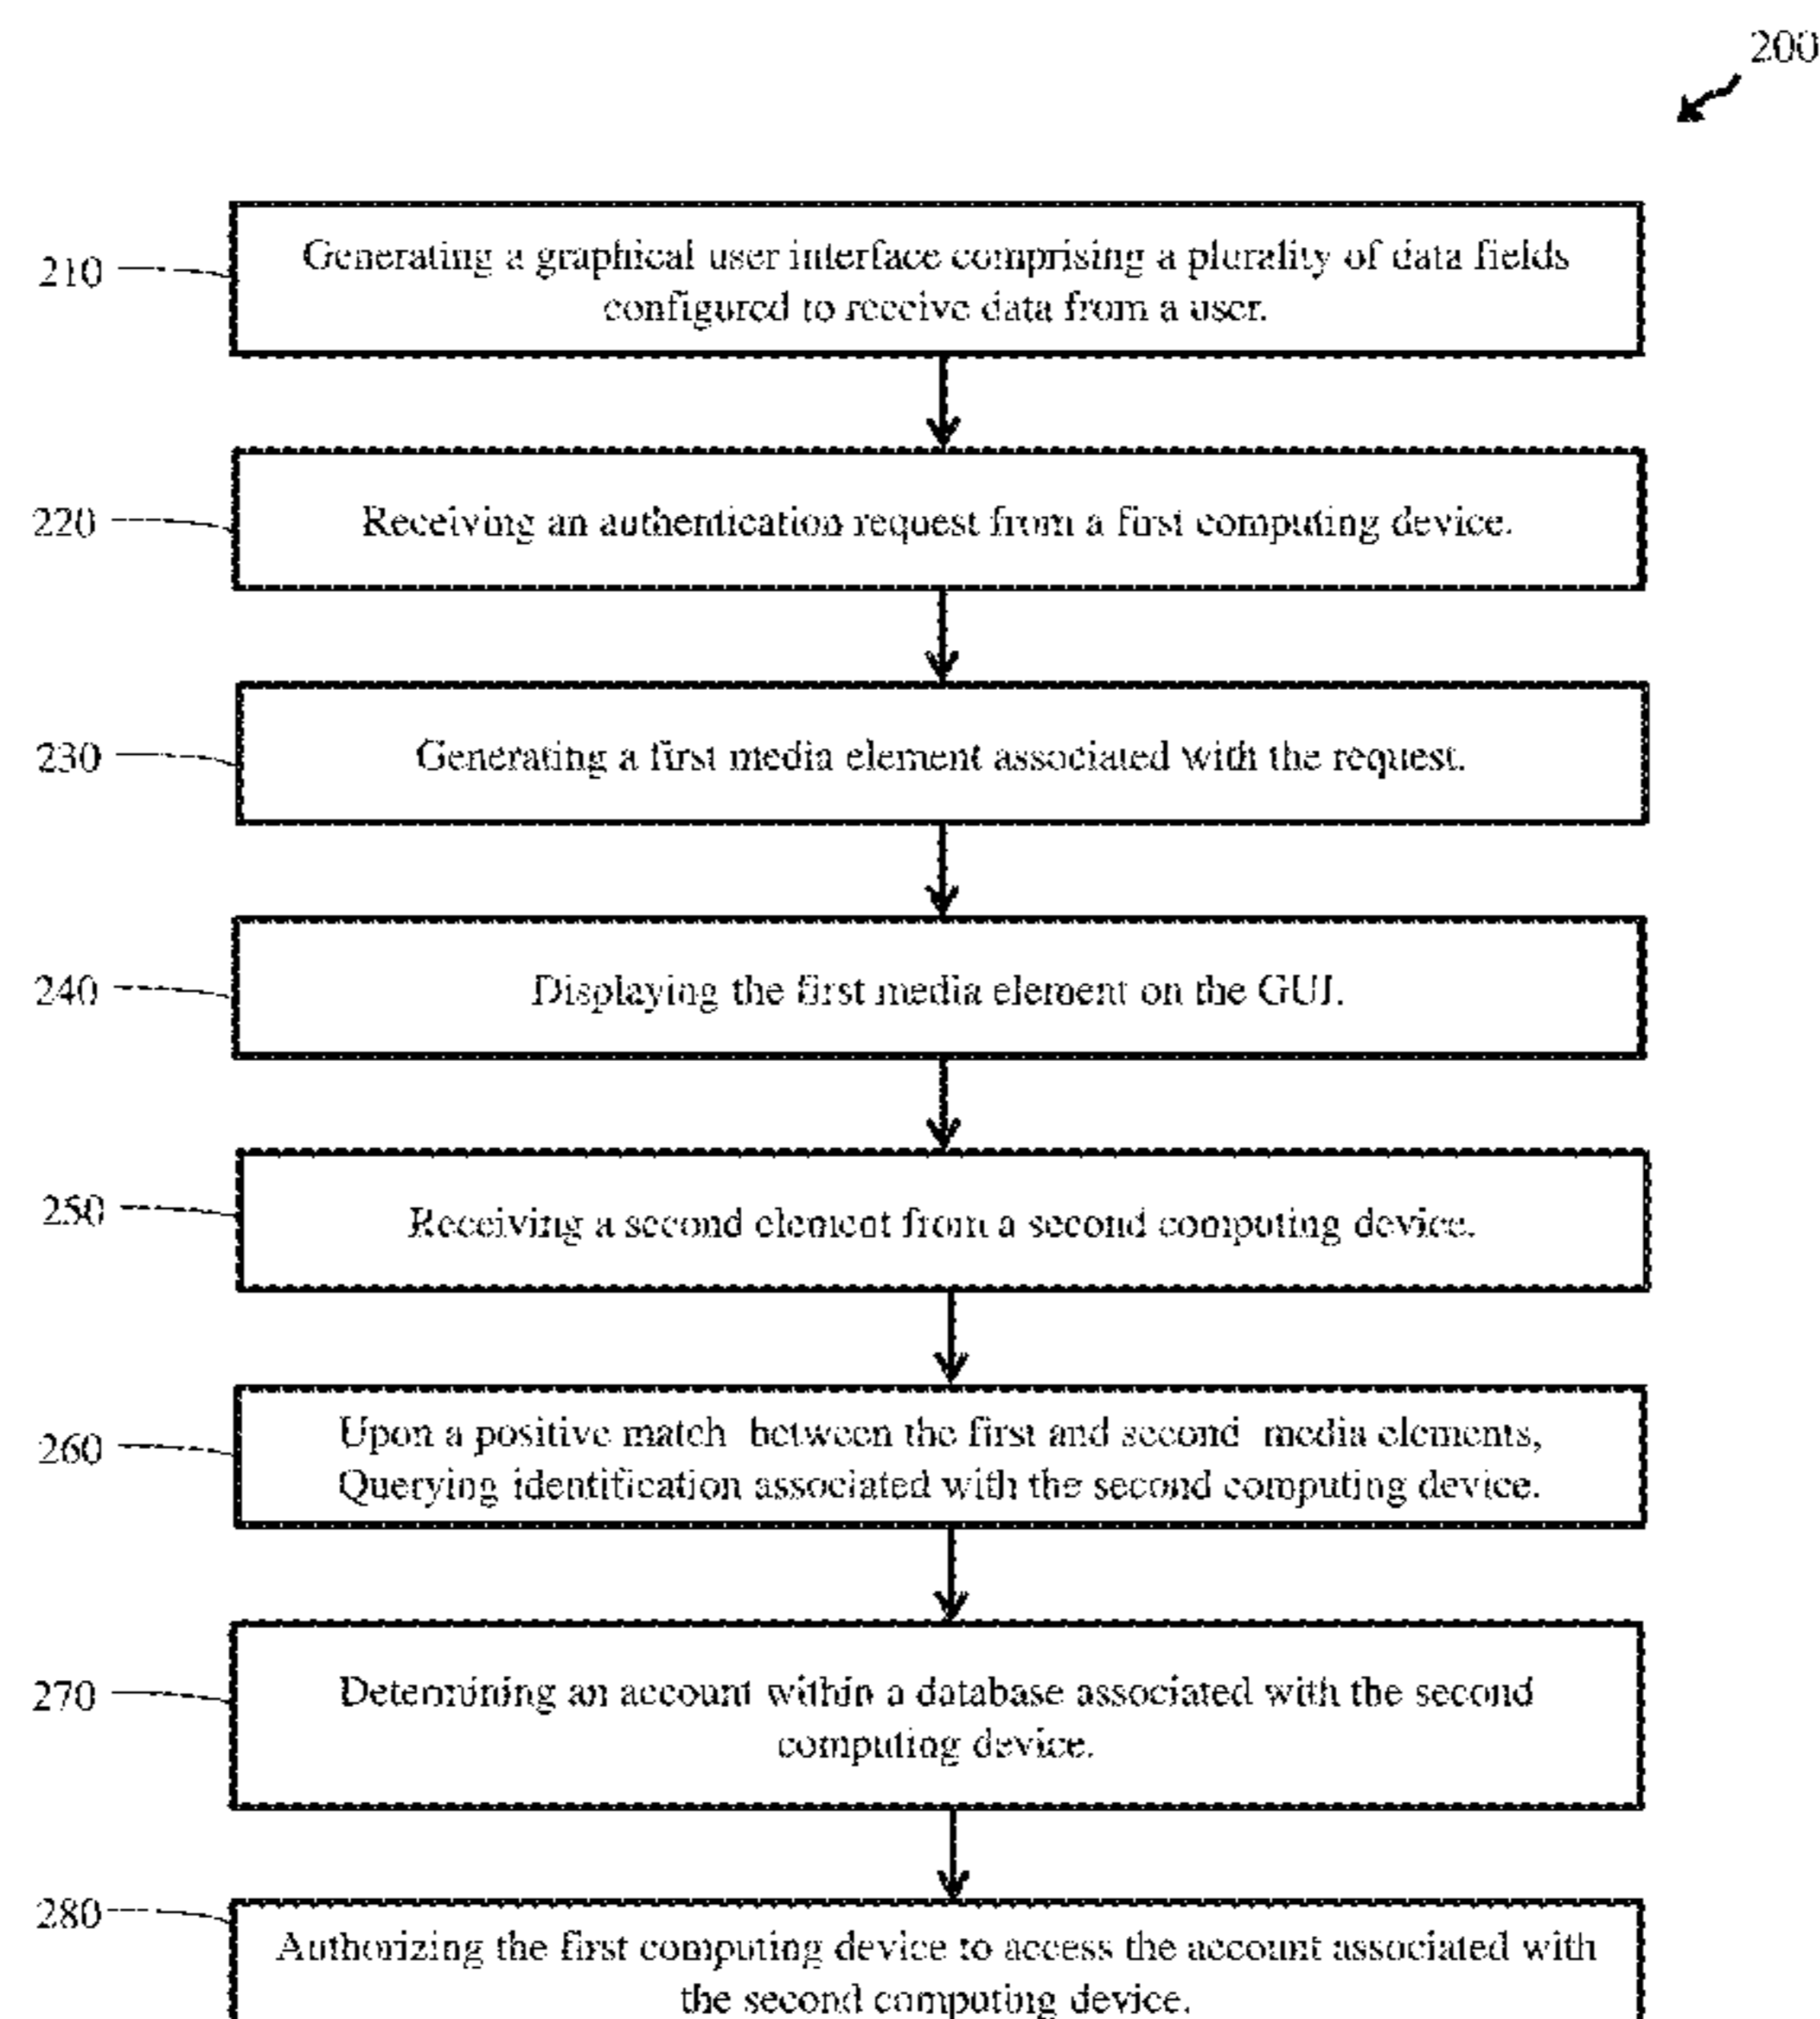 200
210
Generating a graphical user interface comprising a plurality of data fields
configured to receive data from a user.
220
Receiving an authentication request from a first computing device.
230
Generating a first media element associated with the request.
240
Displaying the first media element on the GUI.
250
Receiving a second element from a second computing device.
260
Upon a positive match between the first and second media elements,
Querying identification associated with the second computing device.
270
Determining an account within a database associated with the second
computing device.
280
Authorizing the first computing device to access the account associated with
the second computing device.